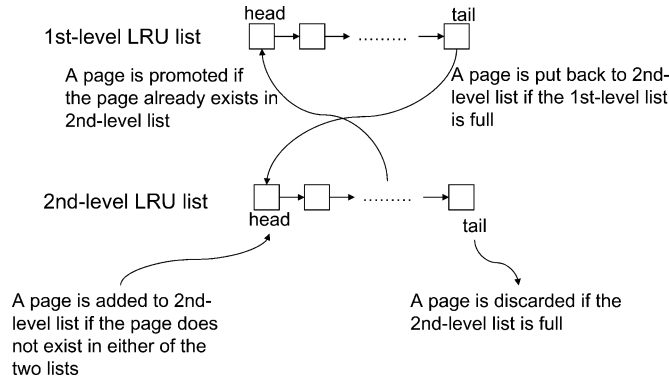 head
tail
1st-level LRU list
.........
A page is promoted if
the page already exists in
2nd-level list
A page is put back to 2nd-
level list if the 1st-level list
is full
2nd-level LRU list
.........
head
tail
A page is added to 2nd-
level list if the page does
not exist in either of the
two lists
A page is discarded if the
2nd-level list is full